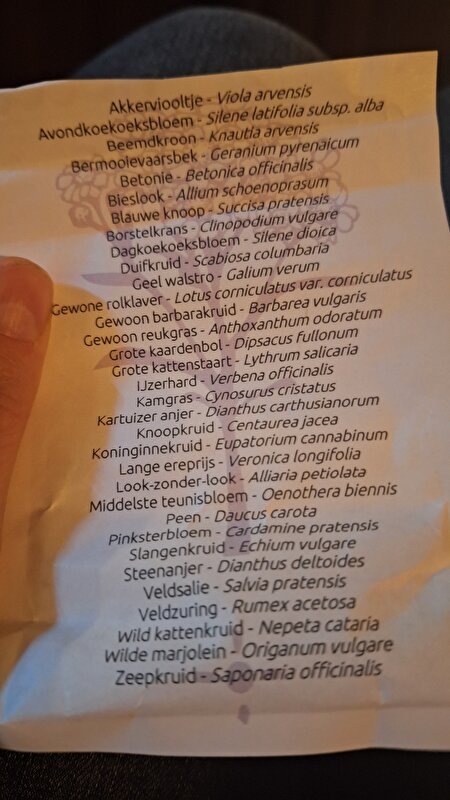 Akkerviooltje - Viola arvensis
Avondkoekoeksbloem - Silene latifolia subsp. alba
Beemdkroon - Knautia arvensis
Bermooievaarsbek - Geranium pyrenaicum
Betonie - Betonica officinalis
Bieslook - Allium schoenoprasum
Blauwe knoop - Succisa pratensis
Borstelkrans - Clinopodium vulgare
Dagkoekoeksbloem - Silene dioica
Duifkruid - Scabiosa columbaria
Geel walstro - Galium verum
Gewone rolklaver - Lotus corniculatus var. corniculatus
Gewoon barbarakruid - Barbarea vulgaris
Gewoon reukgras - Anthoxanthum odoratum
Grote kaardenbol - Dipsacus fullonum
Grote kattenstaart - Lythrum salicaria
IJzerhard - Verbena officinalis
Kamgras - Cynosurus cristatus
Kartuizer anjer - Dianthus carthusianorum
Knoopkruid - Centaurea jacea
Koninginnekruid - Eupatorium cannabinum
Lange ereprijs - Veronica longifolia
Look-zonder-look - Alliaria petiolata
Middelste teunisbloem - Oenothera biennis
Peen - Daucus carota
Pinksterbloem - Cardamine pratensis
Slangenkruid - Echium vulgare
Steenanjer - Dianthus deltoides
Veldsalie - Salvia pratensis
Veldzuring - Rumex acetosa
Wild kattenkruid - Nepeta cataria
Wilde marjolein - Origanum vulgare
Zeepkruid - Saponaria officinalis